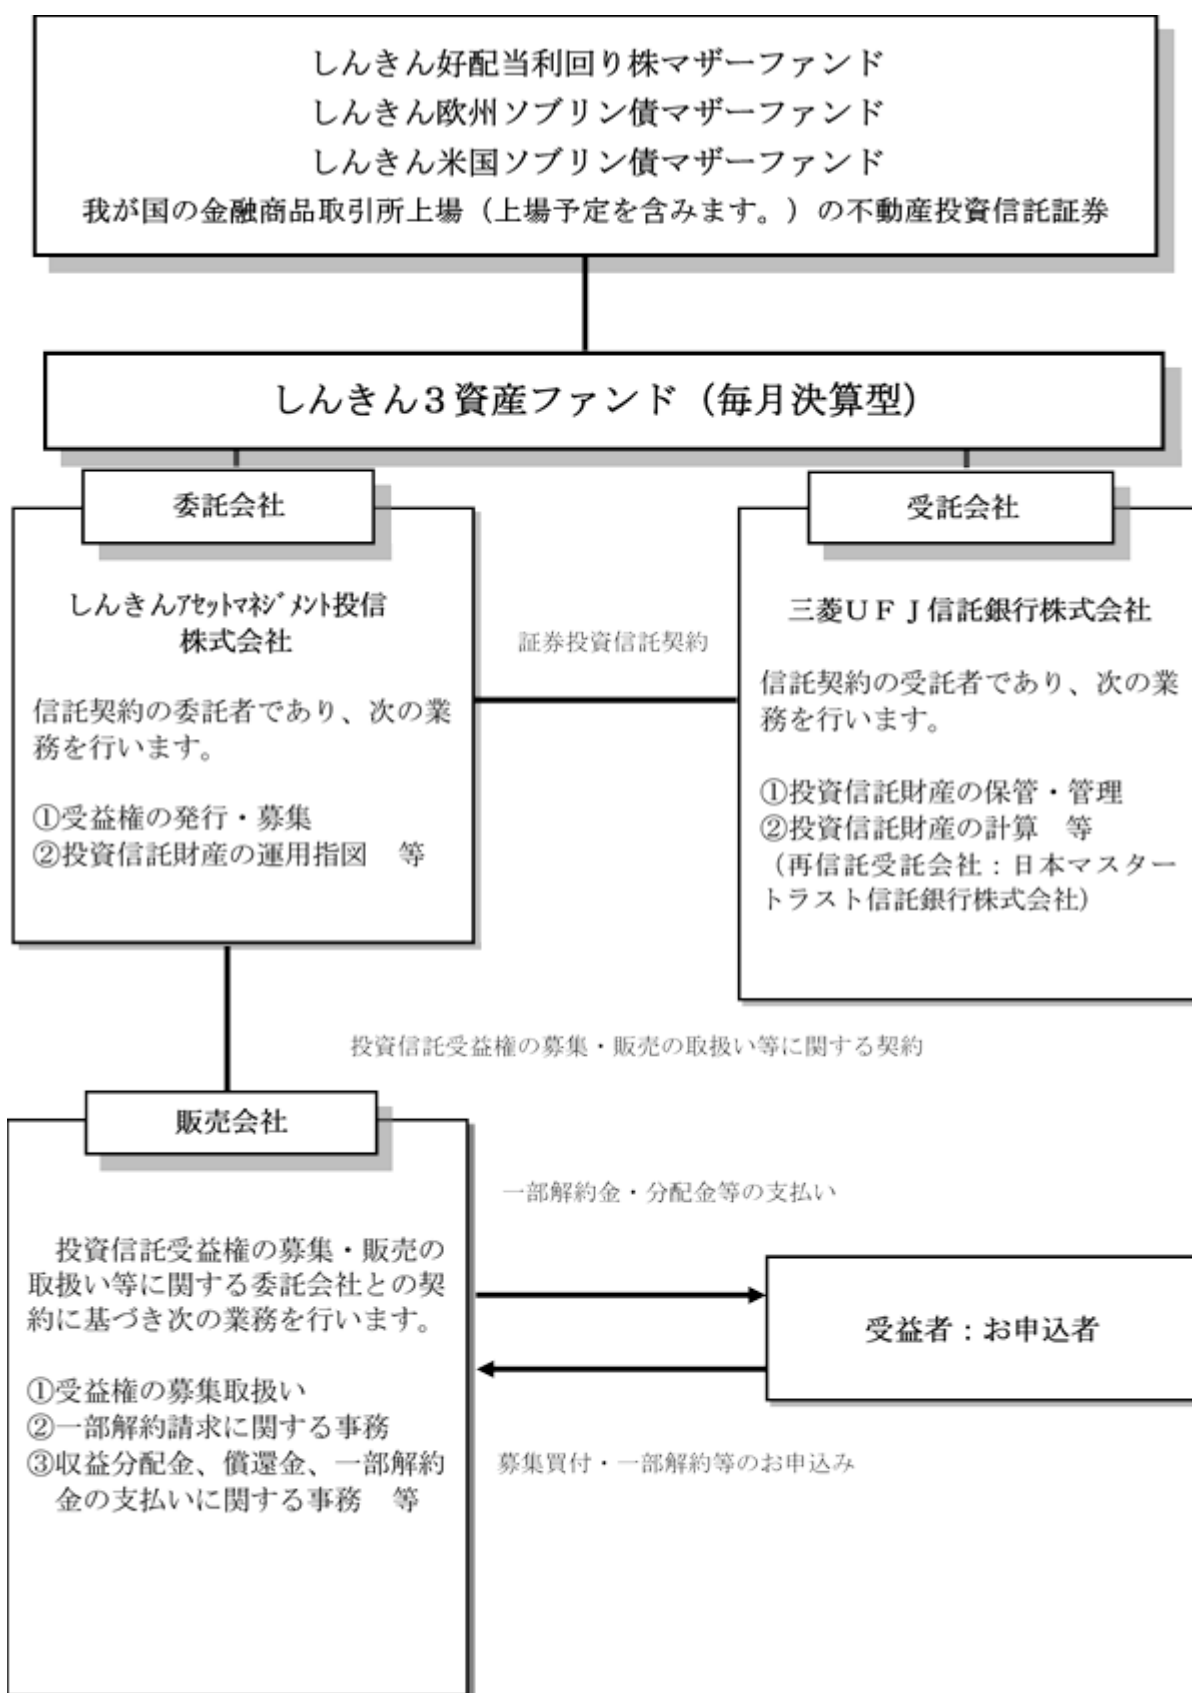 しんきん好配当利回り株マザーファンド
しんきん欧州ソブリン債マザーファンド
しんきん米国ソブリン債マザーファンド
我が国の金融商品取引所上場（上場予定を含みます。）の不動産投資信託証券
しんきん３資産ファンド（毎月決算型）
委託会社
しんきんｱｾｯﾄﾏﾈｼﾞﾒﾝﾄ投信
株式会社
信託契約の委託者であり、次の業
務を行います。
①受益権の発行・募集
②投資信託財産の運用指図　等
証券投資信託契約
受託会社
三菱ＵＦＪ信託銀行株式会社
信託契約の受託者であり、次の業
務を行います。
①投資信託財産の保管・管理
②投資信託財産の計算　等
（再信託受託会社：日本マスター
トラスト信託銀行株式会社）
投資信託受益権の募集・販売の取扱い等に関する契約
販売会社
投資信託受益権の募集・販売の
取扱い等に関する委託会社との契
約に基づき次の業務を行います。
①受益権の募集取扱い
②一部解約請求に関する事務
③収益分配金、償還金、一部解約
金の支払いに関する事務　等
一部解約金・分配金等の支払い
受益者：お申込者
募集買付・一部解約等のお申込み